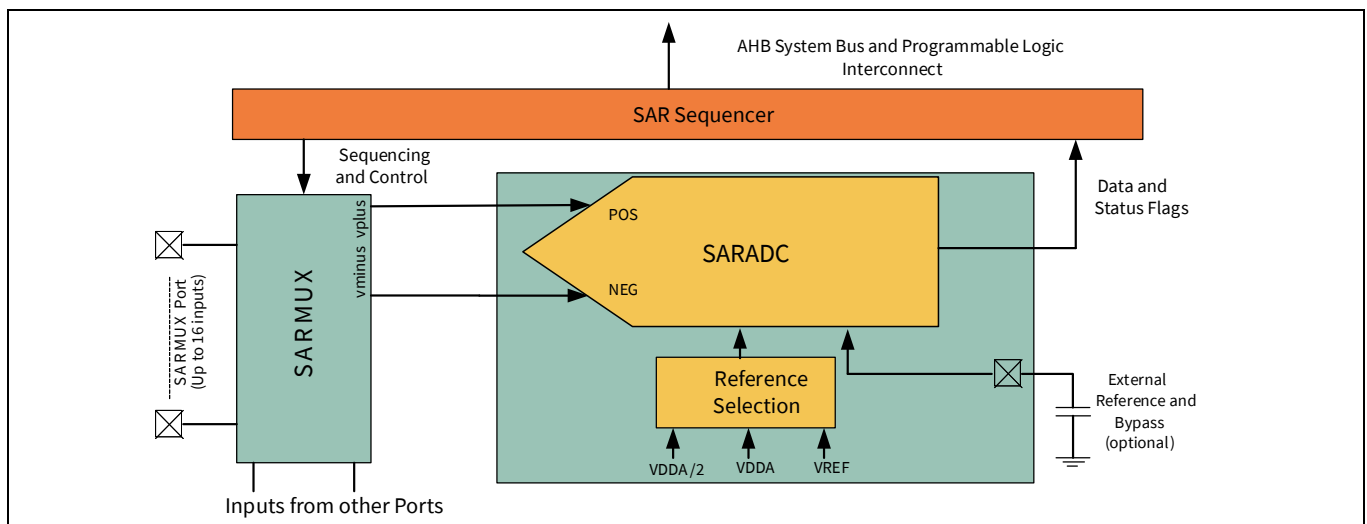 AHB System Bus and Programmable Logic
Interconnect
SAR Sequencer
Sequencing
and Control
Data and
Status Flags
vminus vplus
SARMUX
SARMUX Port
(Up to 16 inputs)
POS
SARADC
NEG
Reference
Selection
External
Reference and
Bypass
(optional)
VDDA/2
VDDA
VREF
Inputs from other Ports